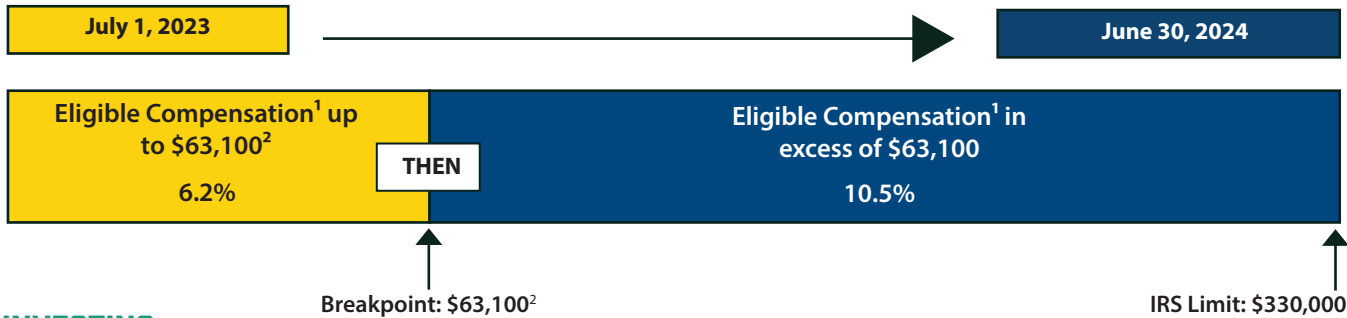 July 1, 2023
June 30, 2024
Eligible Compensation¹ up
to $63,100²
6.2%
THEN
Eligible Compensation¹ in
excess of $63,100
10.5%
Breakpoint: $63,100²
IRS Limit: $330,000